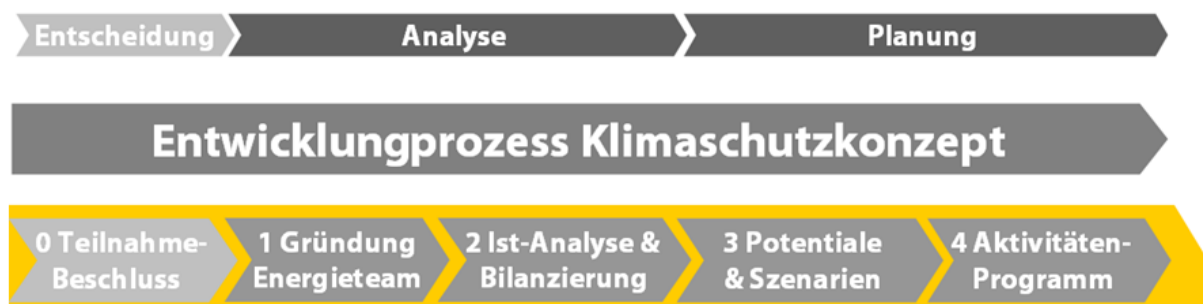 Entscheidung Analyse Planung
Entwicklungprozess Klimaschutzkonzept
0 Teilnahme-
Beschluss
1 Gründung
Energieteam
2 Ist-Analyse &
Bilanzierung
3 Potentiale
& Szenarien
4 Aktivitäten-
Programm